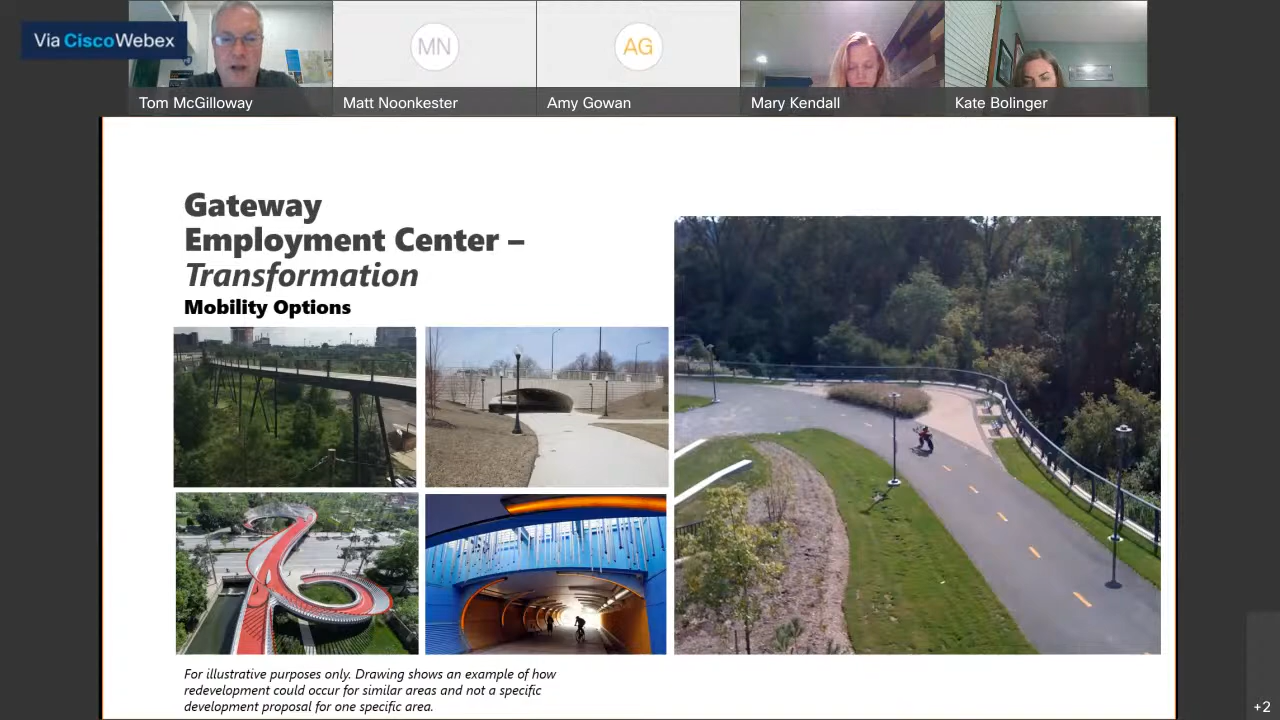 Via Cisco Webex
MN
AG
Tom McGilloway
Matt Noonkester
Amy Gowan
Mary Kendall
Kate Bolinger
Gateway
Employment Center –
Transformation
Mobility Options
For illustrative purposes only. Drawing shows an example of how
redevelopment could occur for similar areas and not a specific
development proposal for one specific area.
+2